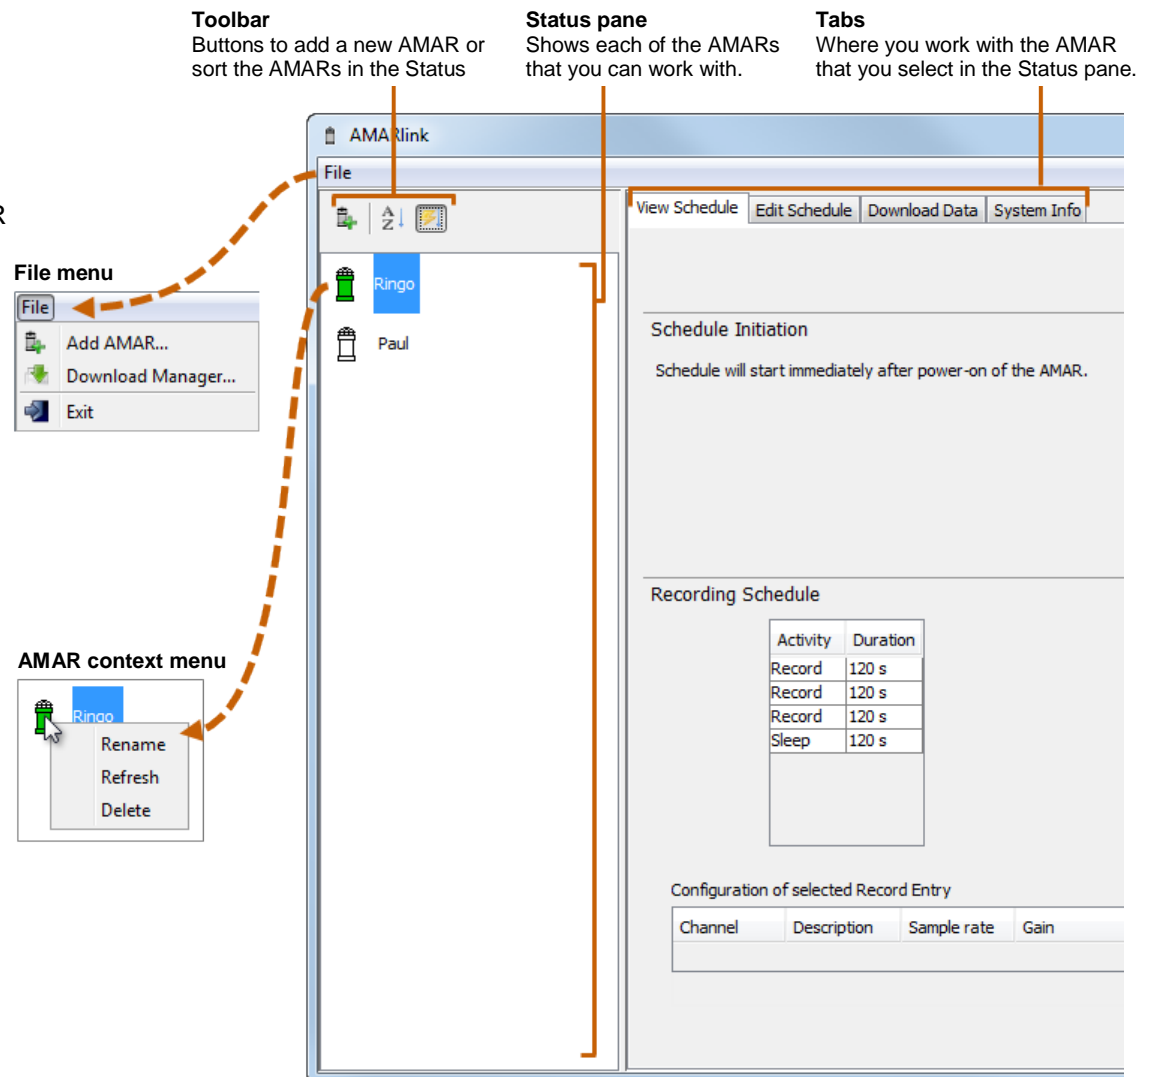 Toolbar
Buttons to add a new AMAR or
sort the AMARs in the Status
Status pane
Shows each of the AMARs
that you can work with.
Tabs
Where you work with the AMAR
that you select in the Status pane.
AMARlink
File
R
A
Z
View Schedule
Edit Schedule
Download Data
System Info
File menu
File
Add AMAR...
Download Manager...
Exit
Ringo
Paul
Schedule Initiation
Schedule will start immediately after power-on of the AMAR.
Recording Schedule
Activity Duration
Record 120 s
Record 120 s
Record 120 s
Sleep 120 s
AMAR context menu
Ringo
Rename
Refresh
Delete
Configuration of selected Record Entry
Channel Description Sample rate Gain